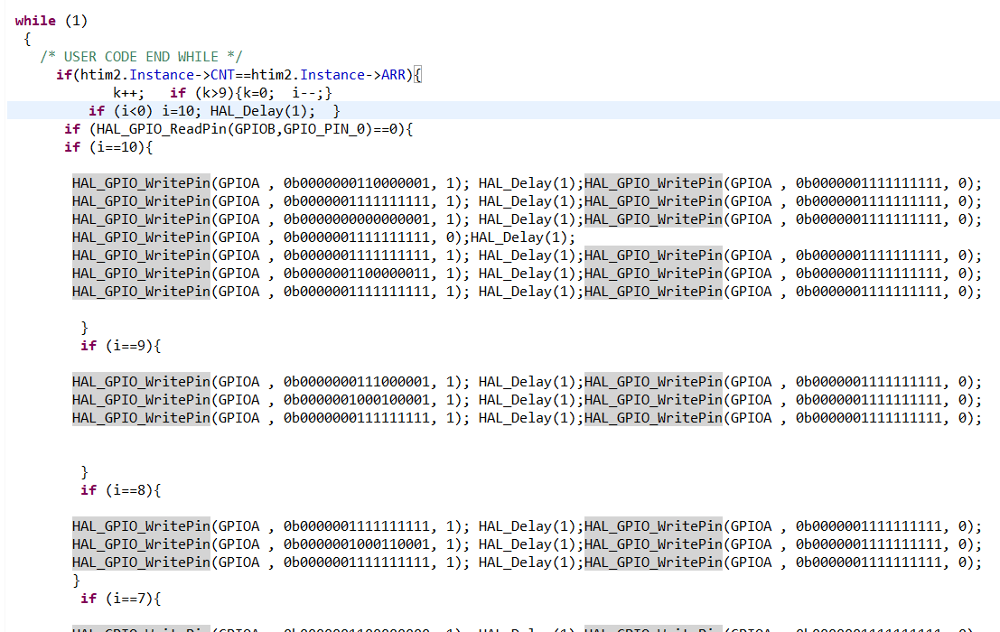 while (1)
{
/* USER CODE END WHILE */
if(htim2.Instance->CNT==htim2.Instance->ARR){
k++; if (k>9){k=0; i--;}
if (i<0) i=10; HAL_Delay(1); }
if (HAL_GPIO_ReadPin(GPIOB,GPIO_PIN_0)==0){
if (i==10){
HAL_GPIO_WritePin(GPIOA , 0b0000000110000001, 1); HAL_Delay(1);HAL_GPIO_WritePin(GPIOA , 0b0000001111111111, 0);
HAL_GPIO_WritePin(GPIOA , 0b0000001111111111, 1); HAL_Delay(1);HAL_GPIO_WritePin(GPIOA , 0b0000001111111111, 0);
HAL_GPIO_WritePin(GPIOA , 0b0000000000000001, 1); HAL_Delay(1);HAL_GPIO_WritePin(GPIOA , 0b0000001111111111, 0);
HAL_GPIO_WritePin(GPIOA , 0b0000001111111111, 0);HAL_Delay(1);
HAL_GPIO_WritePin(GPIOA , 0b0000001111111111, 1); HAL_Delay(1);HAL_GPIO_WritePin(GPIOA , 0b0000001111111111, 0);
HAL_GPIO_WritePin(GPIOA , 0b0000001100000011, 1); HAL_Delay(1);HAL_GPIO_WritePin(GPIOA , 0b0000001111111111, 0);
HAL_GPIO_WritePin(GPIOA , 0b0000001111111111, 1); HAL_Delay(1);HAL_GPIO_WritePin(GPIOA , 0b0000001111111111, 0);
}
if (i==9){
HAL_GPIO_WritePin(GPIOA , 0b0000000111000001, 1); HAL_Delay(1);HAL_GPIO_WritePin(GPIOA , 0b0000001111111111, 0);
HAL_GPIO_WritePin(GPIOA , 0b0000001000100001, 1); HAL_Delay(1);HAL_GPIO_WritePin(GPIOA , 0b0000001111111111, 0);
HAL_GPIO_WritePin(GPIOA , 0b0000000111111111, 1); HAL_Delay(1);HAL_GPIO_WritePin(GPIOA , 0b0000001111111111, 0);
}
if (i==8){
HAL_GPIO_WritePin(GPIOA , 0b0000001111111111, 1); HAL_Delay(1);HAL_GPIO_WritePin(GPIOA , 0b0000001111111111, 0);
HAL_GPIO_WritePin(GPIOA , 0b0000001000110001, 1); HAL_Delay(1);HAL_GPIO_WritePin(GPIOA , 0b0000001111111111, 0);
HAL_GPIO_WritePin(GPIOA , 0b0000001111111111, 1); HAL_Delay(1);HAL_GPIO_WritePin(GPIOA , 0b0000001111111111, 0);
}
if (i==7){